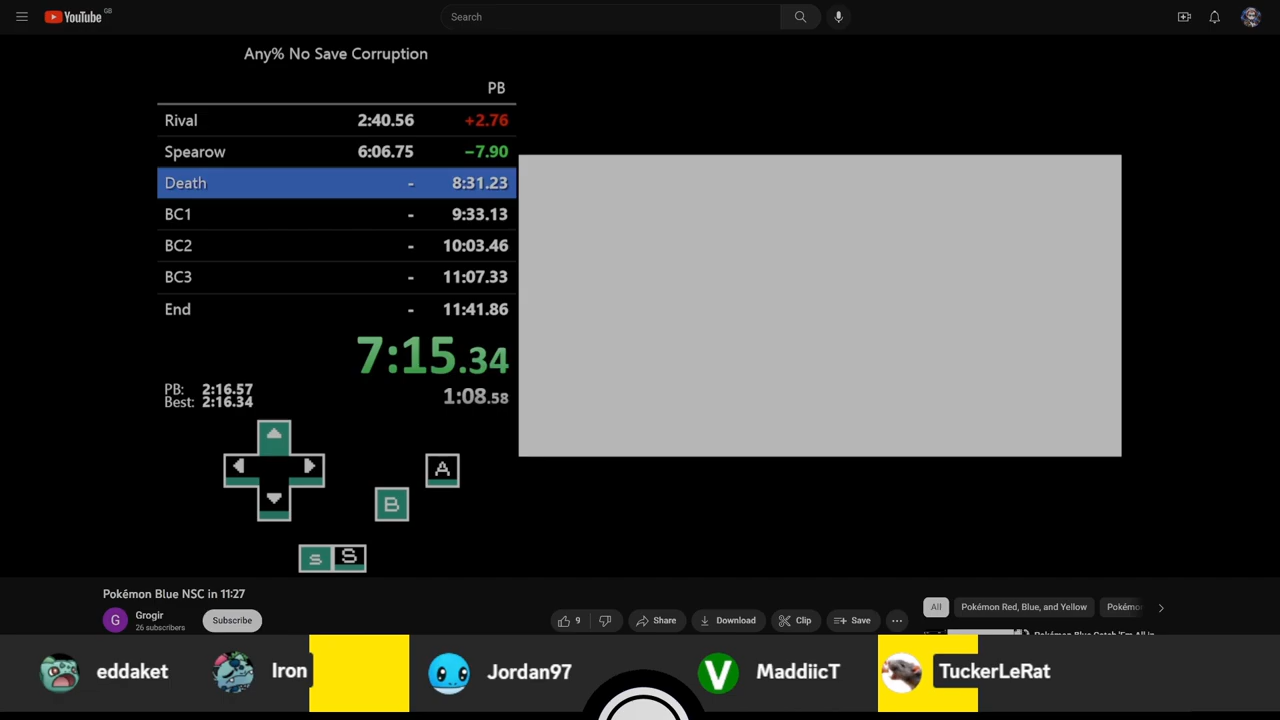 YouTube GB
Search
Any% No Save Corruption
PB
Rival 2:40.56 +2.76
Spearow 6:06.75 −7.90
Death - 8:31.23
BC1 - 9:33.13
BC2 - 10:03.46
BC3 - 11:07.33
End - 11:41.86
7:15.34
PB: 2:16.57 1:08.58
Best: 2:16.34
A
B
s S
Pokémon Blue NSC in 11:27
G Grogir
26 subscribers
Subscribe
9 Share Download Clip Save
All Pokémon Red, Blue, and Yellow Pokémo
eddaket Iron Jordan97 V MaddiicT TuckerLeRat